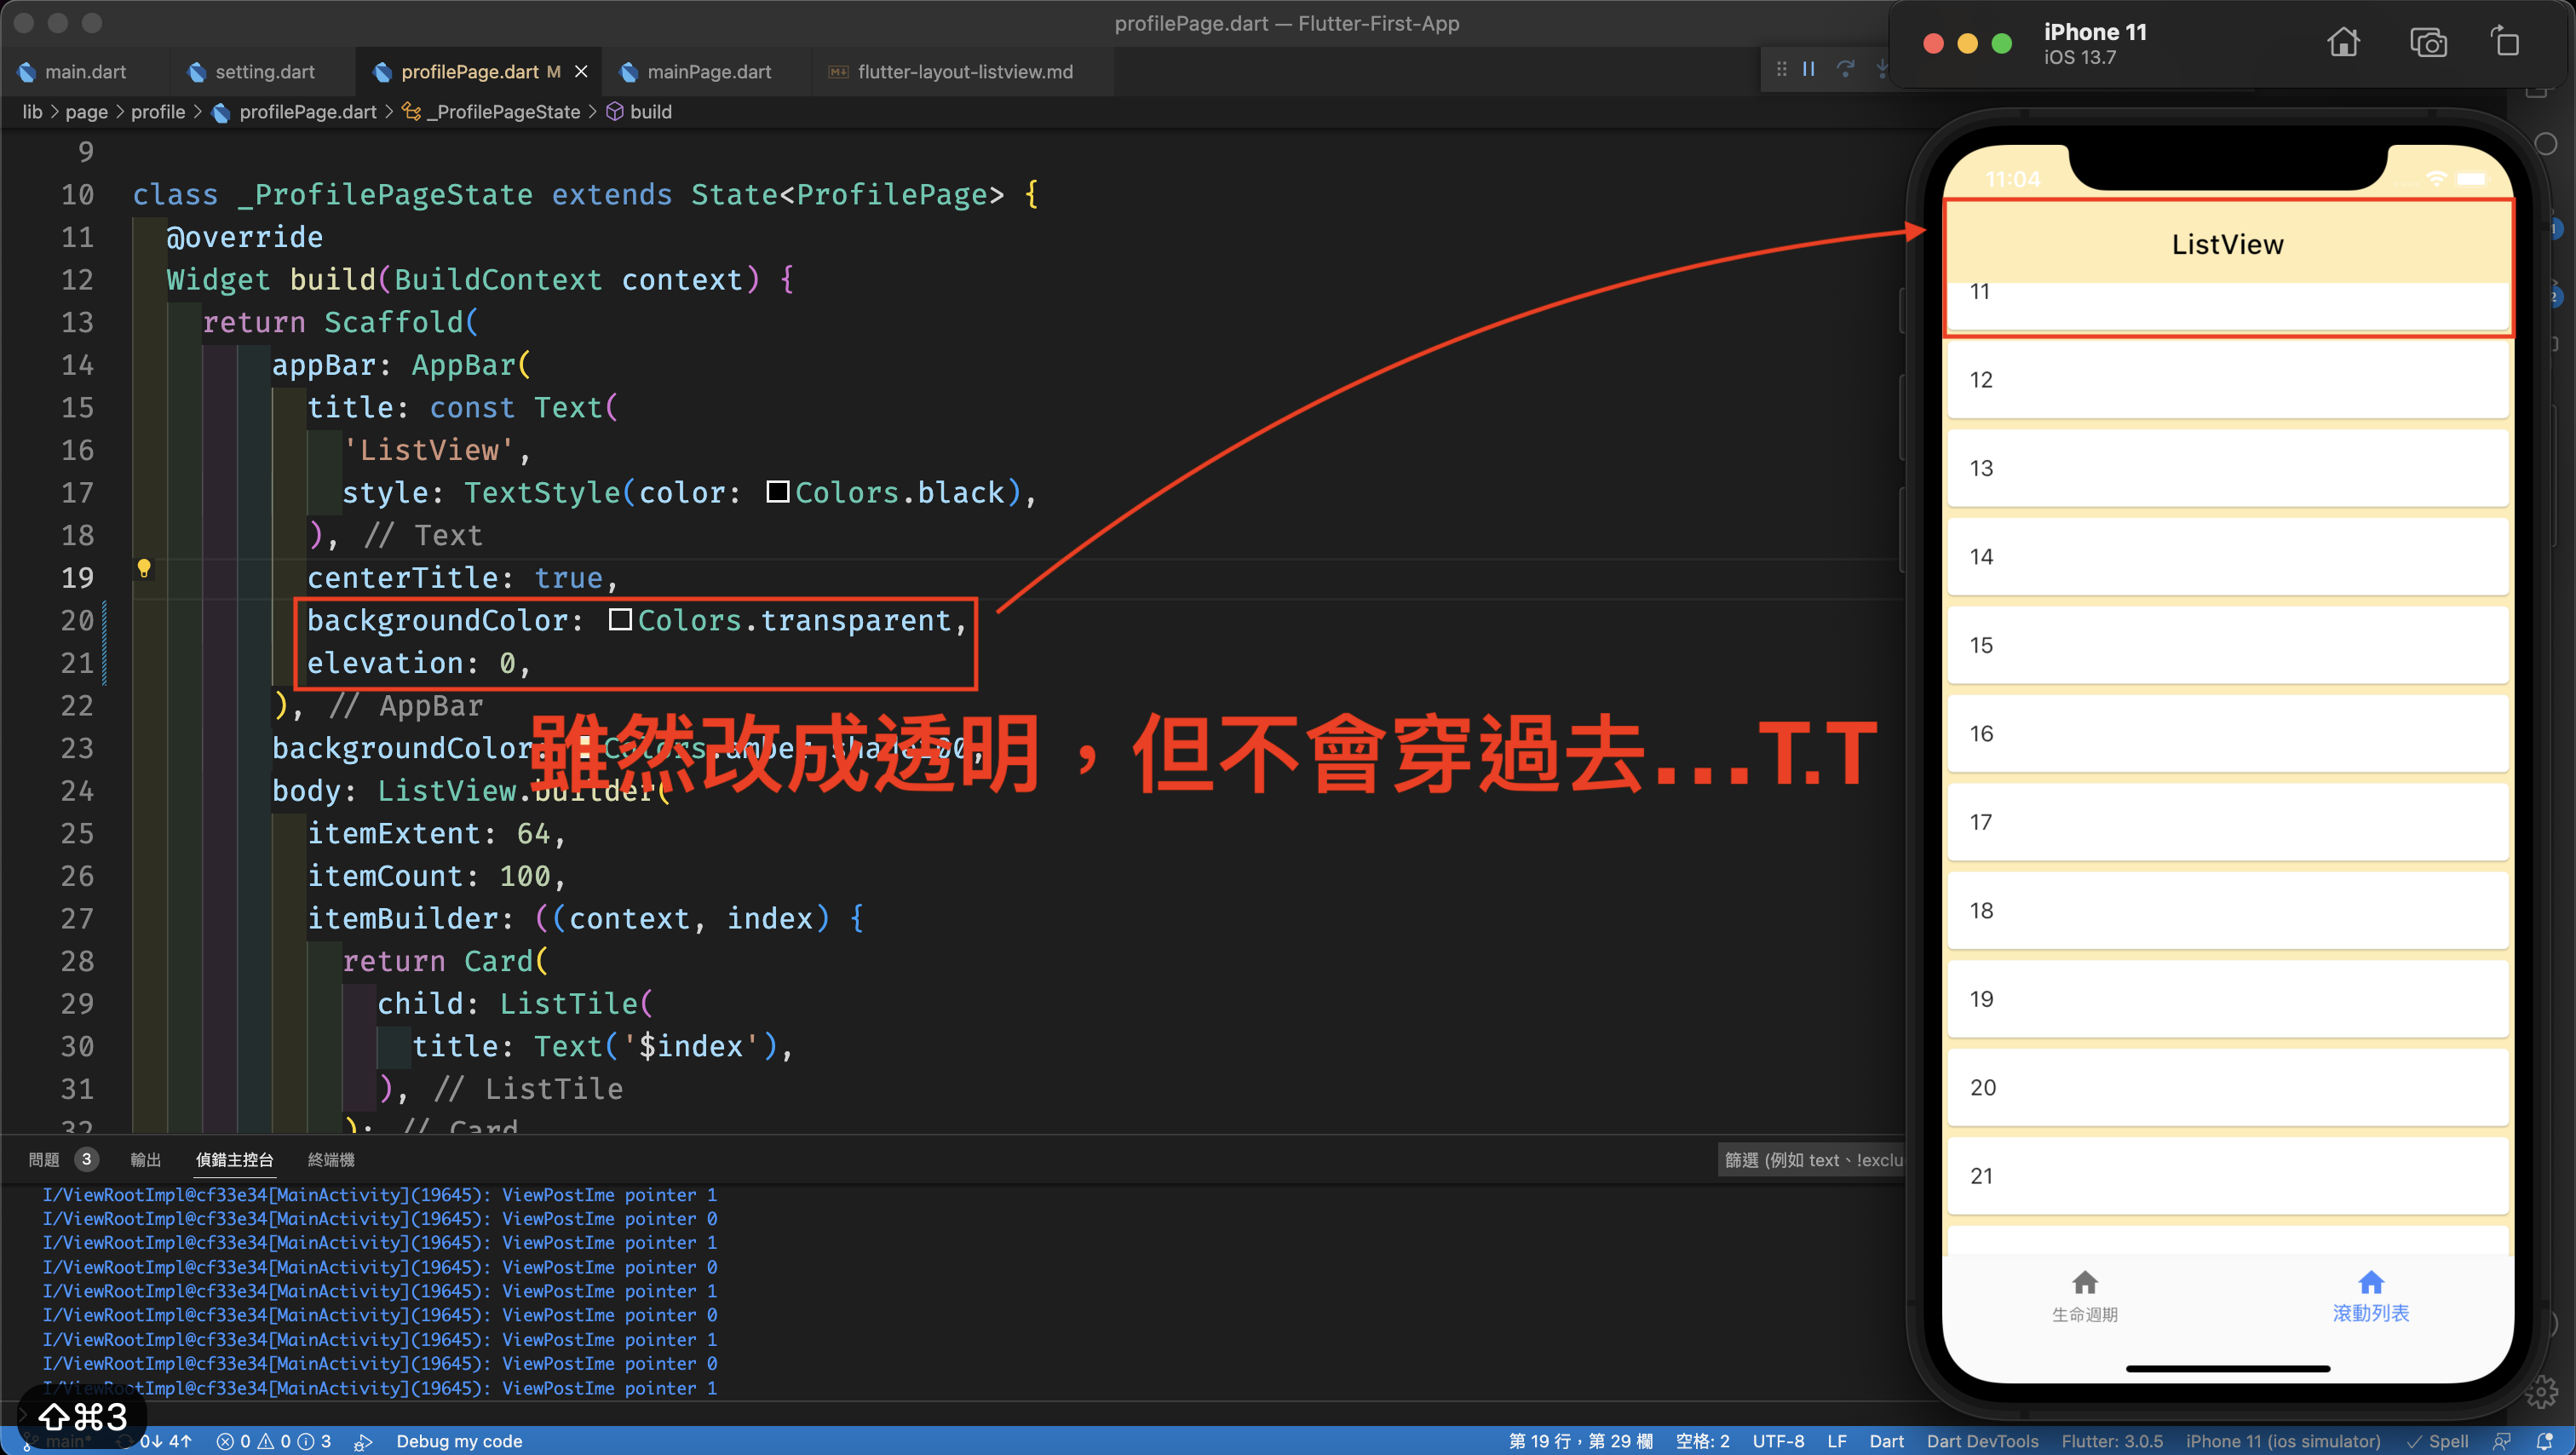 profilePage.dart — Flutter-First-App
main.dart
setting.dart
profilePage.dart M
mainPage.dart
flutter-layout-listview.md
lib > page > profile > profilePage.dart > _ProfilePageState > build
9
10 class _ProfilePageState extends State<ProfilePage> {
11 @override
12 Widget build(BuildContext context) {
13 return Scaffold(
14 appBar: AppBar(
15 title: const Text(
16 'ListView',
17 style: TextStyle(color: Colors.black),
18 ), // Text
19 centerTitle: true,
20 backgroundColor: Colors.transparent,
21 elevation: 0,
22 ), // AppBar
23 backgroundColor: Colors.amber.shade100,
雖然改成透明，但不會穿過去...T.T
24 body: ListView.builder(
25 itemExtent: 64,
26 itemCount: 100,
27 itemBuilder: ((context, index) {
28 return Card(
29 child: ListTile(
30 title: Text('$index'),
31 ), // ListTile
32 ); // Card
問題 3 輸出 偵錯主控台 終端機
篩選 (例如 text、!exclu
I/ViewRootImpl@cf33e34[MainActivity](19645): ViewPostIme pointer 1
I/ViewRootImpl@cf33e34[MainActivity](19645): ViewPostIme pointer 0
I/ViewRootImpl@cf33e34[MainActivity](19645): ViewPostIme pointer 1
I/ViewRootImpl@cf33e34[MainActivity](19645): ViewPostIme pointer 0
I/ViewRootImpl@cf33e34[MainActivity](19645): ViewPostIme pointer 1
I/ViewRootImpl@cf33e34[MainActivity](19645): ViewPostIme pointer 0
I/ViewRootImpl@cf33e34[MainActivity](19645): ViewPostIme pointer 1
I/ViewRootImpl@cf33e34[MainActivity](19645): ViewPostIme pointer 0
I/ViewRootImpl@cf33e34[MainActivity](19645): ViewPostIme pointer 1
⇧⌘3
main* 0↓ 4↑ 0 0 3 Debug my code
第 19 行，第 29 欄 空格: 2 UTF-8 LF Dart Dart DevTools Flutter: 3.0.5 iPhone 11 (ios simulator) Spell
iPhone 11
iOS 13.7
11:04
ListView
11
12
13
14
15
16
17
18
19
20
21
生命週期
滾動列表